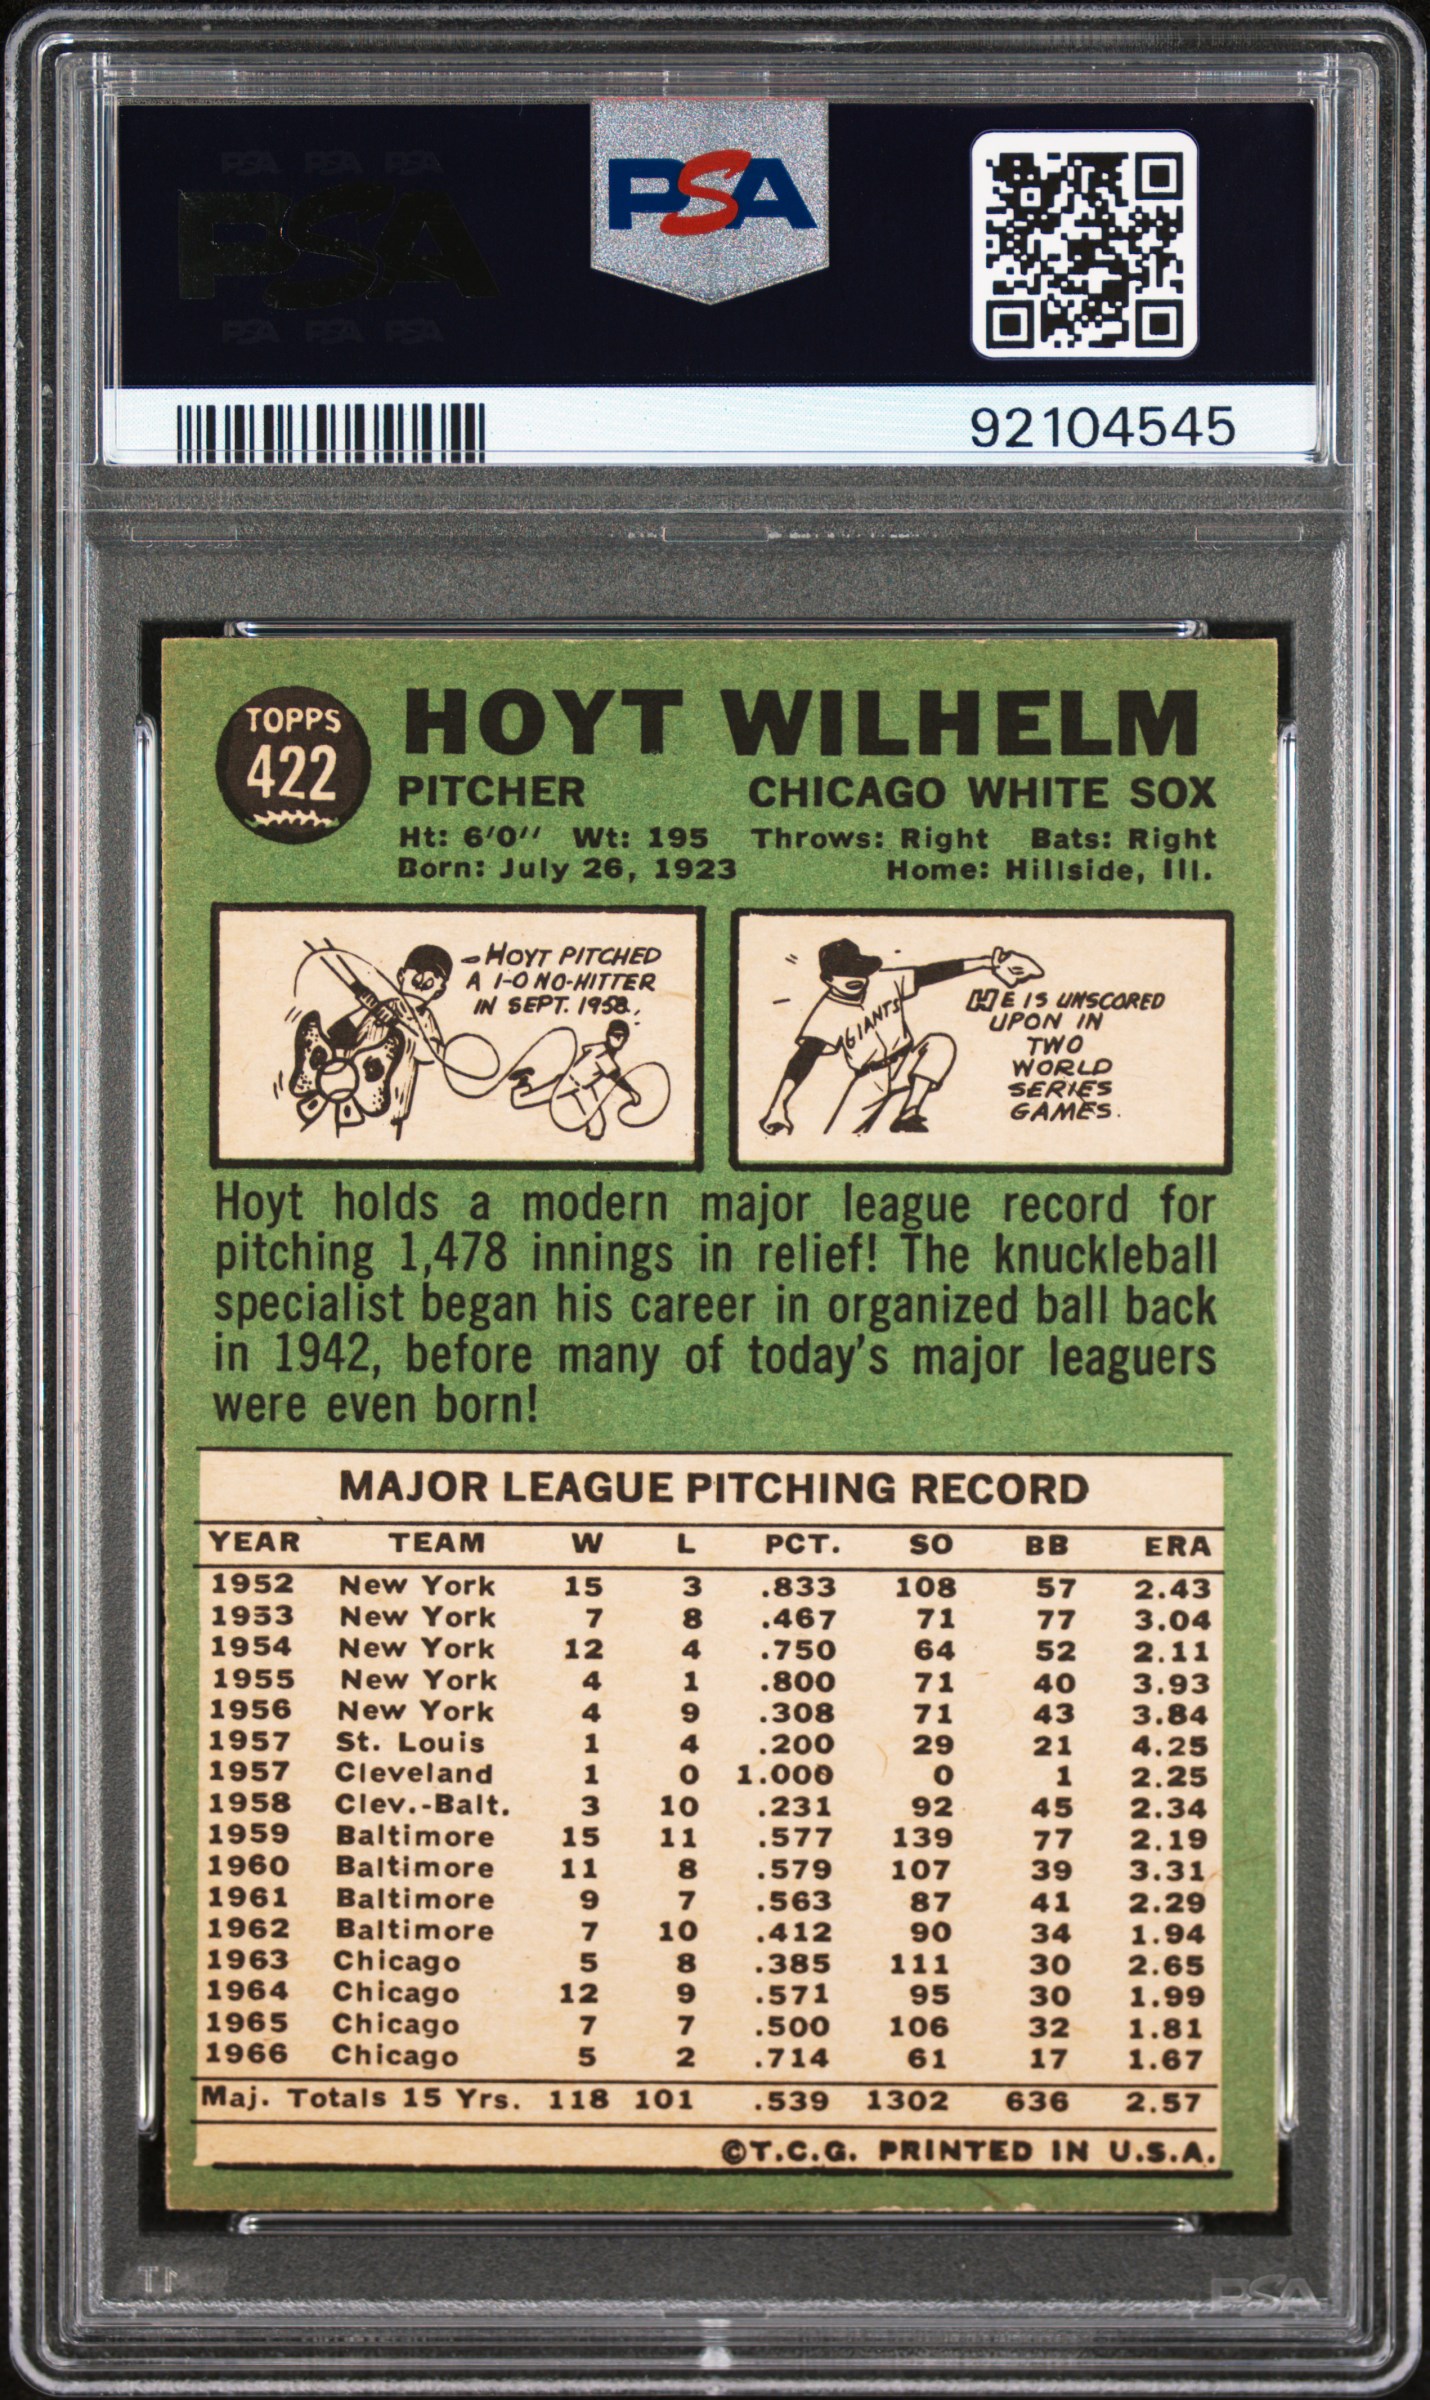 PSA PSA PSA
PSA
PSA PSA PSA
PSA
92104545
TOPPS
422
HOYT WILHELM
PITCHER CHICAGO WHITE SOX
Ht: 6'0'' Wt: 195 Throws: Right Bats: Right
Born: July 26, 1923 Home: Hillside, Ill.
–HOYT PITCHED
A 1-0 NO-HITTER
IN SEPT. 1958.
GIANTS
HE IS UNSCORED
UPON IN
TWO
WORLD
SERIES
GAMES.
Hoyt holds a modern major league record for
pitching 1,478 innings in relief! The knuckleball
specialist began his career in organized ball back
in 1942, before many of today's major leaguers
were even born!
MAJOR LEAGUE PITCHING RECORD
YEAR TEAM W L PCT. SO BB ERA
1952 New York 15 3 .833 108 57 2.43
1953 New York 7 8 .467 71 77 3.04
1954 New York 12 4 .750 64 52 2.11
1955 New York 4 1 .800 71 40 3.93
1956 New York 4 9 .308 71 43 3.84
1957 St. Louis 1 4 .200 29 21 4.25
1957 Cleveland 1 0 1.000 0 1 2.25
1958 Clev.-Balt. 3 10 .231 92 45 2.34
1959 Baltimore 15 11 .577 139 77 2.19
1960 Baltimore 11 8 .579 107 39 3.31
1961 Baltimore 9 7 .563 87 41 2.29
1962 Baltimore 7 10 .412 90 34 1.94
1963 Chicago 5 8 .385 111 30 2.65
1964 Chicago 12 9 .571 95 30 1.99
1965 Chicago 7 7 .500 106 32 1.81
1966 Chicago 5 2 .714 61 17 1.67
Maj. Totals 15 Yrs. 118 101 .539 1302 636 2.57
©T.C.G. PRINTED IN U.S.A.
PSA